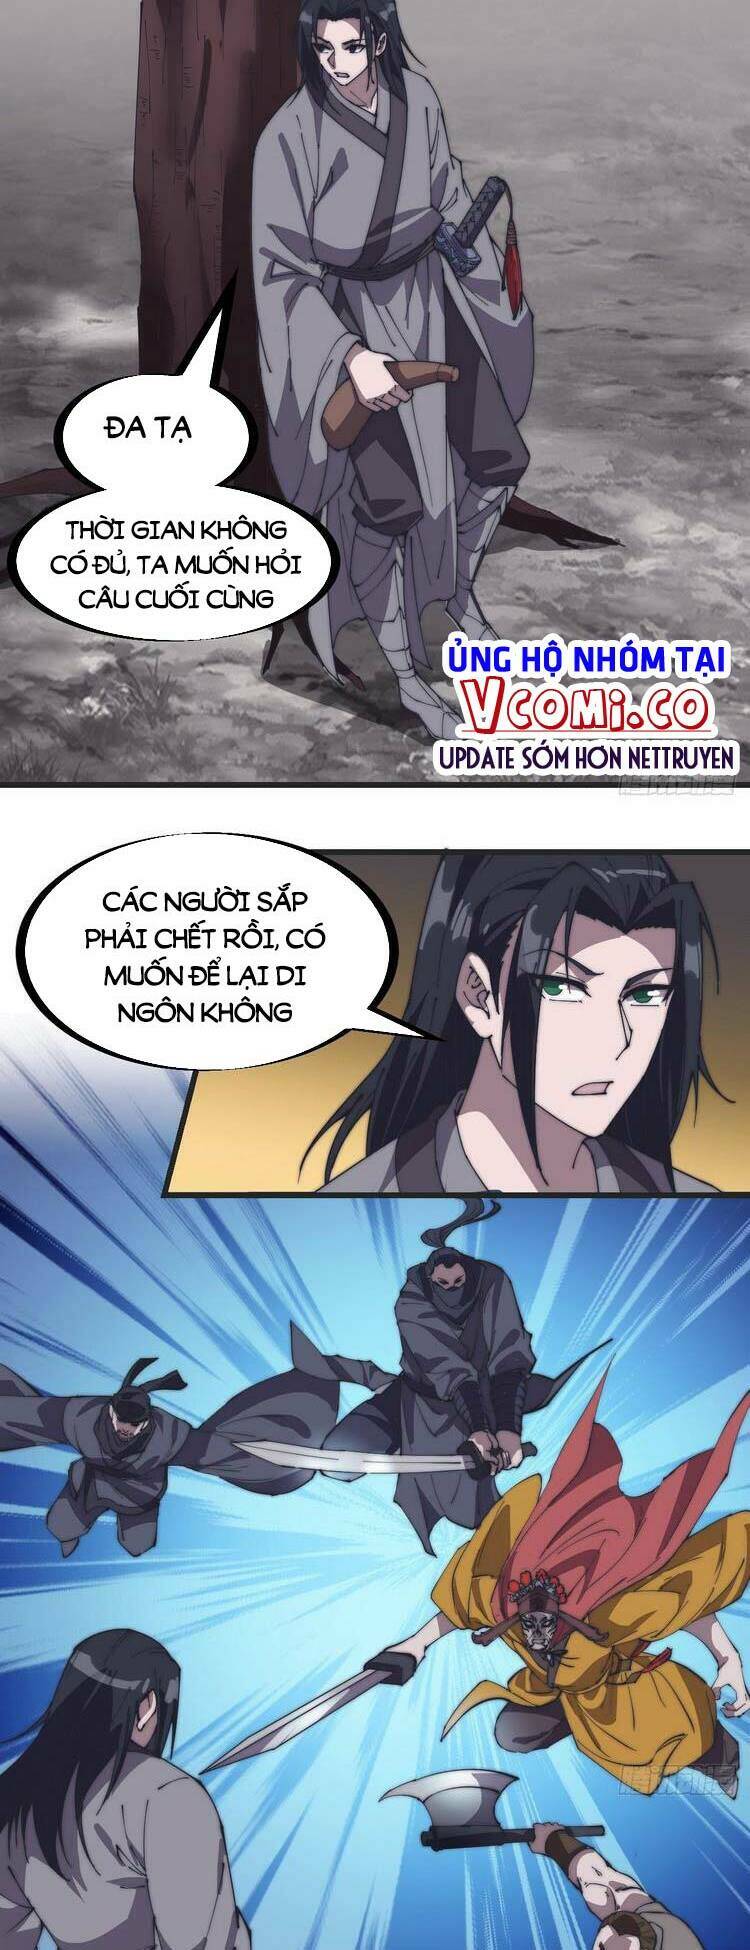 ĐA TẠ
THỜI GIAN KHÔNG
CÓ ĐỦ, TA MUỐN HỎI
CÂU CUỐI CÙNG
ỦNG HỘ NHÓM TẠI
VCOMI.CO
UPDATE SỚM HƠN NETTRUYEN
CÁC NGƯỜI SẮP
PHẢI CHẾT RỒI, CÓ
MUỐN ĐỂ LẠI DI
NGÔN KHÔNG